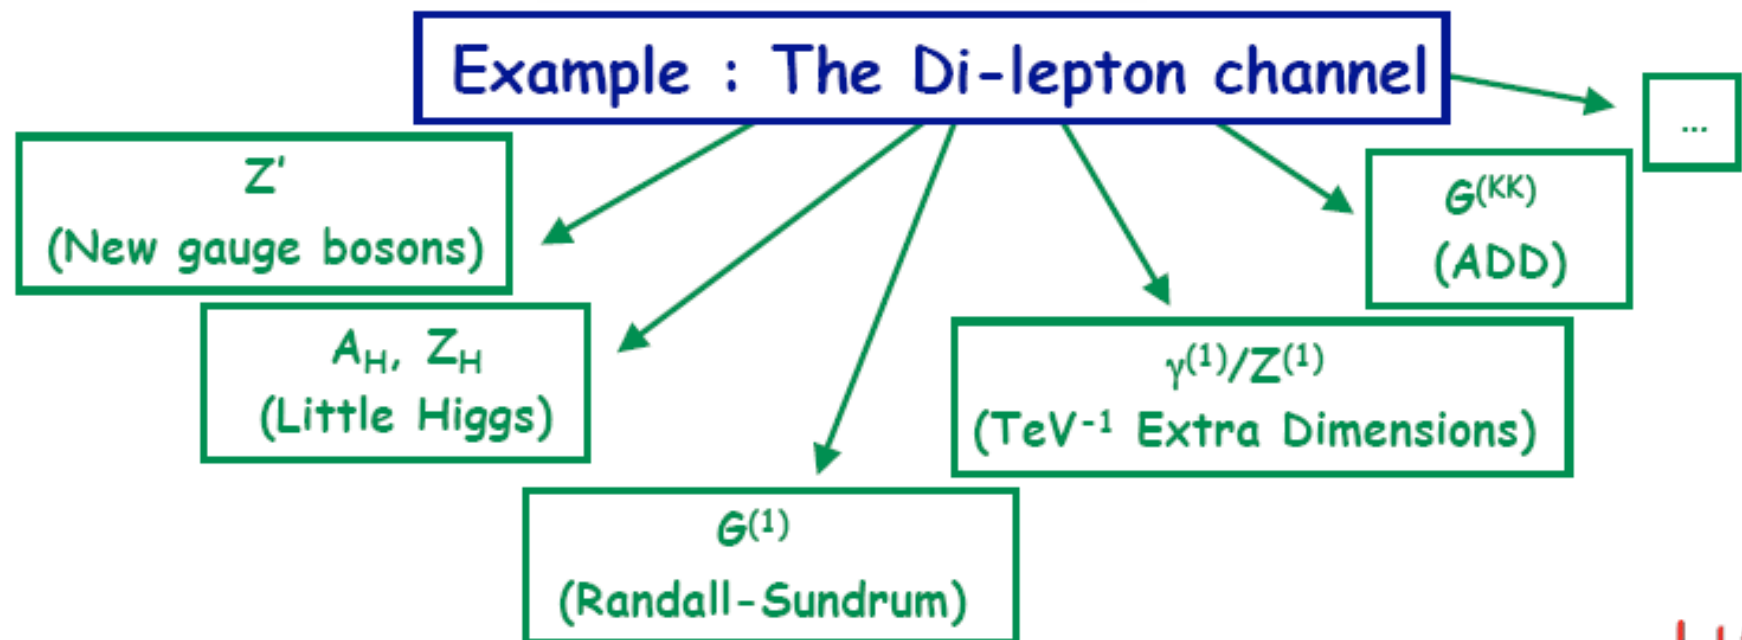 Example : The Di-lepton channel
...
Z’
(New gauge bosons)
G(KK)
(ADD)
AH, ZH
(Little Higgs)
γ(1)/Z(1)
(TeV-1 Extra Dimensions)
G(1)
(Randall-Sundrum)